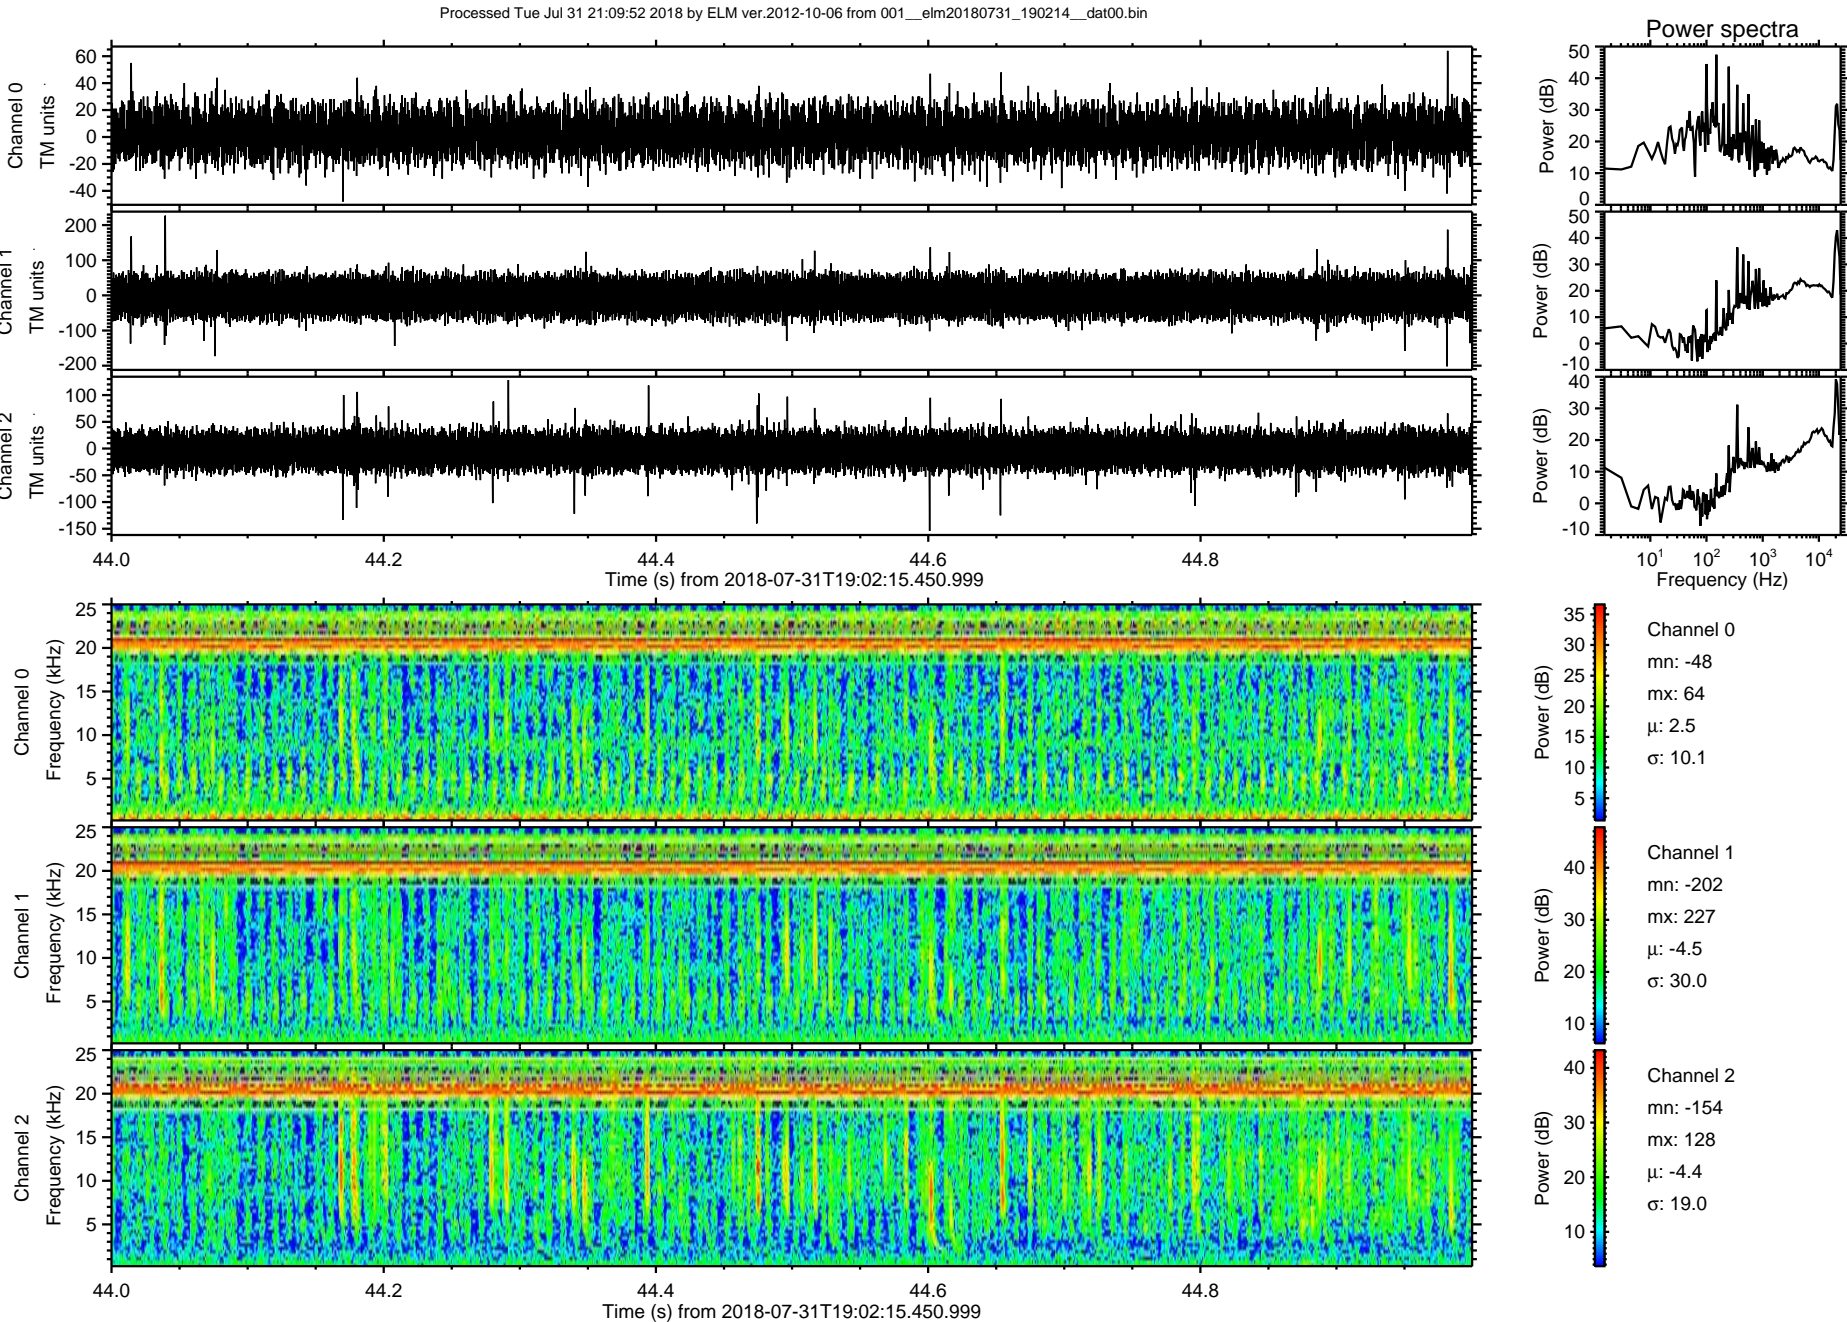 Processed Tue Jul 31 21:09:52 2018 by ELM ver.2012-10-06 from 001__elm20180731_190214__dat00.bin
Power spectra
Channel 0
TM units
60
40
20
0
-20
-40
Power (dB)
50
40
30
20
10
0
Channel 1
TM units
200
100
0
-100
-200
Power (dB)
50
40
30
20
10
0
-10
Channel 2
TM units
100
50
0
-50
-100
-150
Power (dB)
40
30
20
10
0
-10
44.0 44.2 44.4 44.6 44.8
Time (s) from 2018-07-31T19:02:15.450.999
10^1 10^2 10^3 10^4
Frequency (Hz)
Channel 0
Frequency (kHz)
25
20
15
10
5
Power (dB)
35
30
25
20
15
10
5
Channel 0
mn: -48
mx: 64
μ: 2.5
σ: 10.1
Channel 1
Frequency (kHz)
25
20
15
10
5
Power (dB)
40
30
20
10
Channel 1
mn: -202
mx: 227
μ: -4.5
σ: 30.0
Channel 2
Frequency (kHz)
25
20
15
10
5
Power (dB)
40
30
20
10
Channel 2
mn: -154
mx: 128
μ: -4.4
σ: 19.0
44.0 44.2 44.4 44.6 44.8
Time (s) from 2018-07-31T19:02:15.450.999